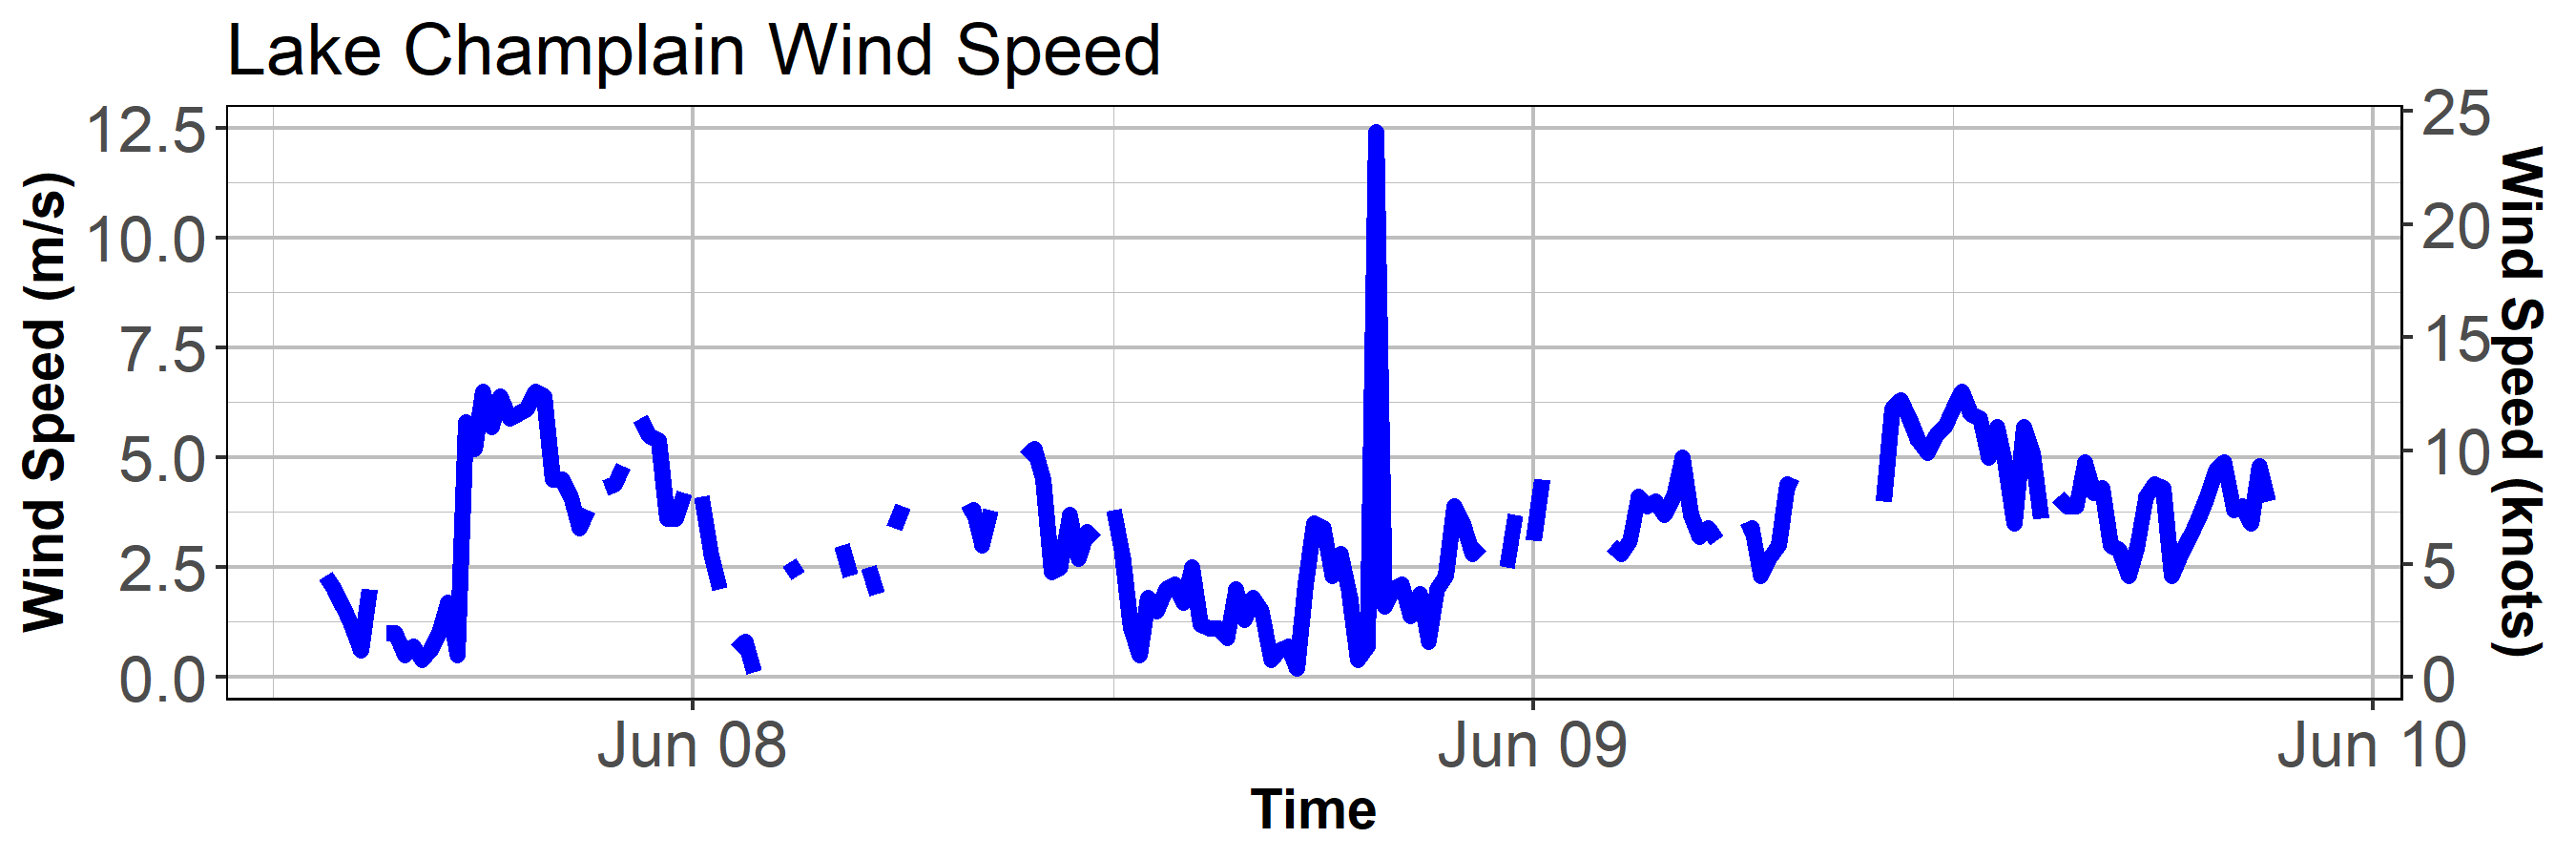 Lake Champlain Wind Speed
12.5
10.0
7.5
5.0
2.5
0.0
Wind Speed (m/s)
25
20
15
10
5
0
Wind Speed (knots)
Jun 08
Jun 09
Jun 10
Time